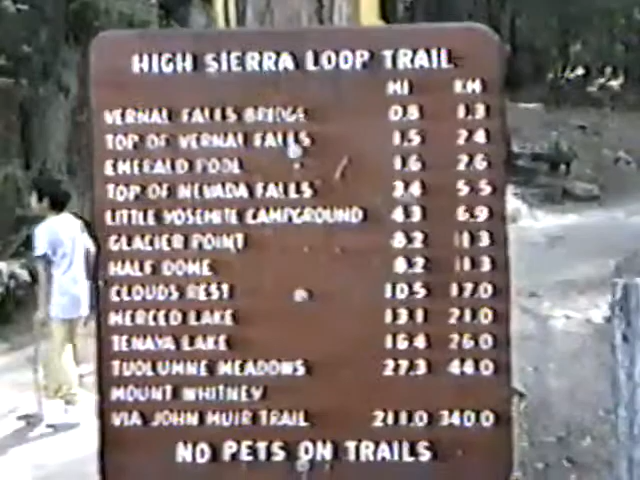 HIGH SIERRA LOOP TRAIL
MI KM
VERNAL FALLS BRIDGE 0.8 1.3
TOP OF VERNAL FALLS 1.5 2.4
EMERALD POOL 1.6 2.6
TOP OF NEVADA FALLS 3.4 5.5
LITTLE YOSEMITE CAMPGROUND 4.3 6.9
GLACIER POINT 8.2 13.3
HALF DOME 8.2 13.3
CLOUDS REST 10.5 17.0
MERCED LAKE 13.1 21.0
TENAYA LAKE 16.4 26.0
TUOLUMNE MEADOWS 27.3 44.0
MOUNT WHITNEY
VIA JOHN MUIR TRAIL 211.0 340.0
NO PETS ON TRAILS